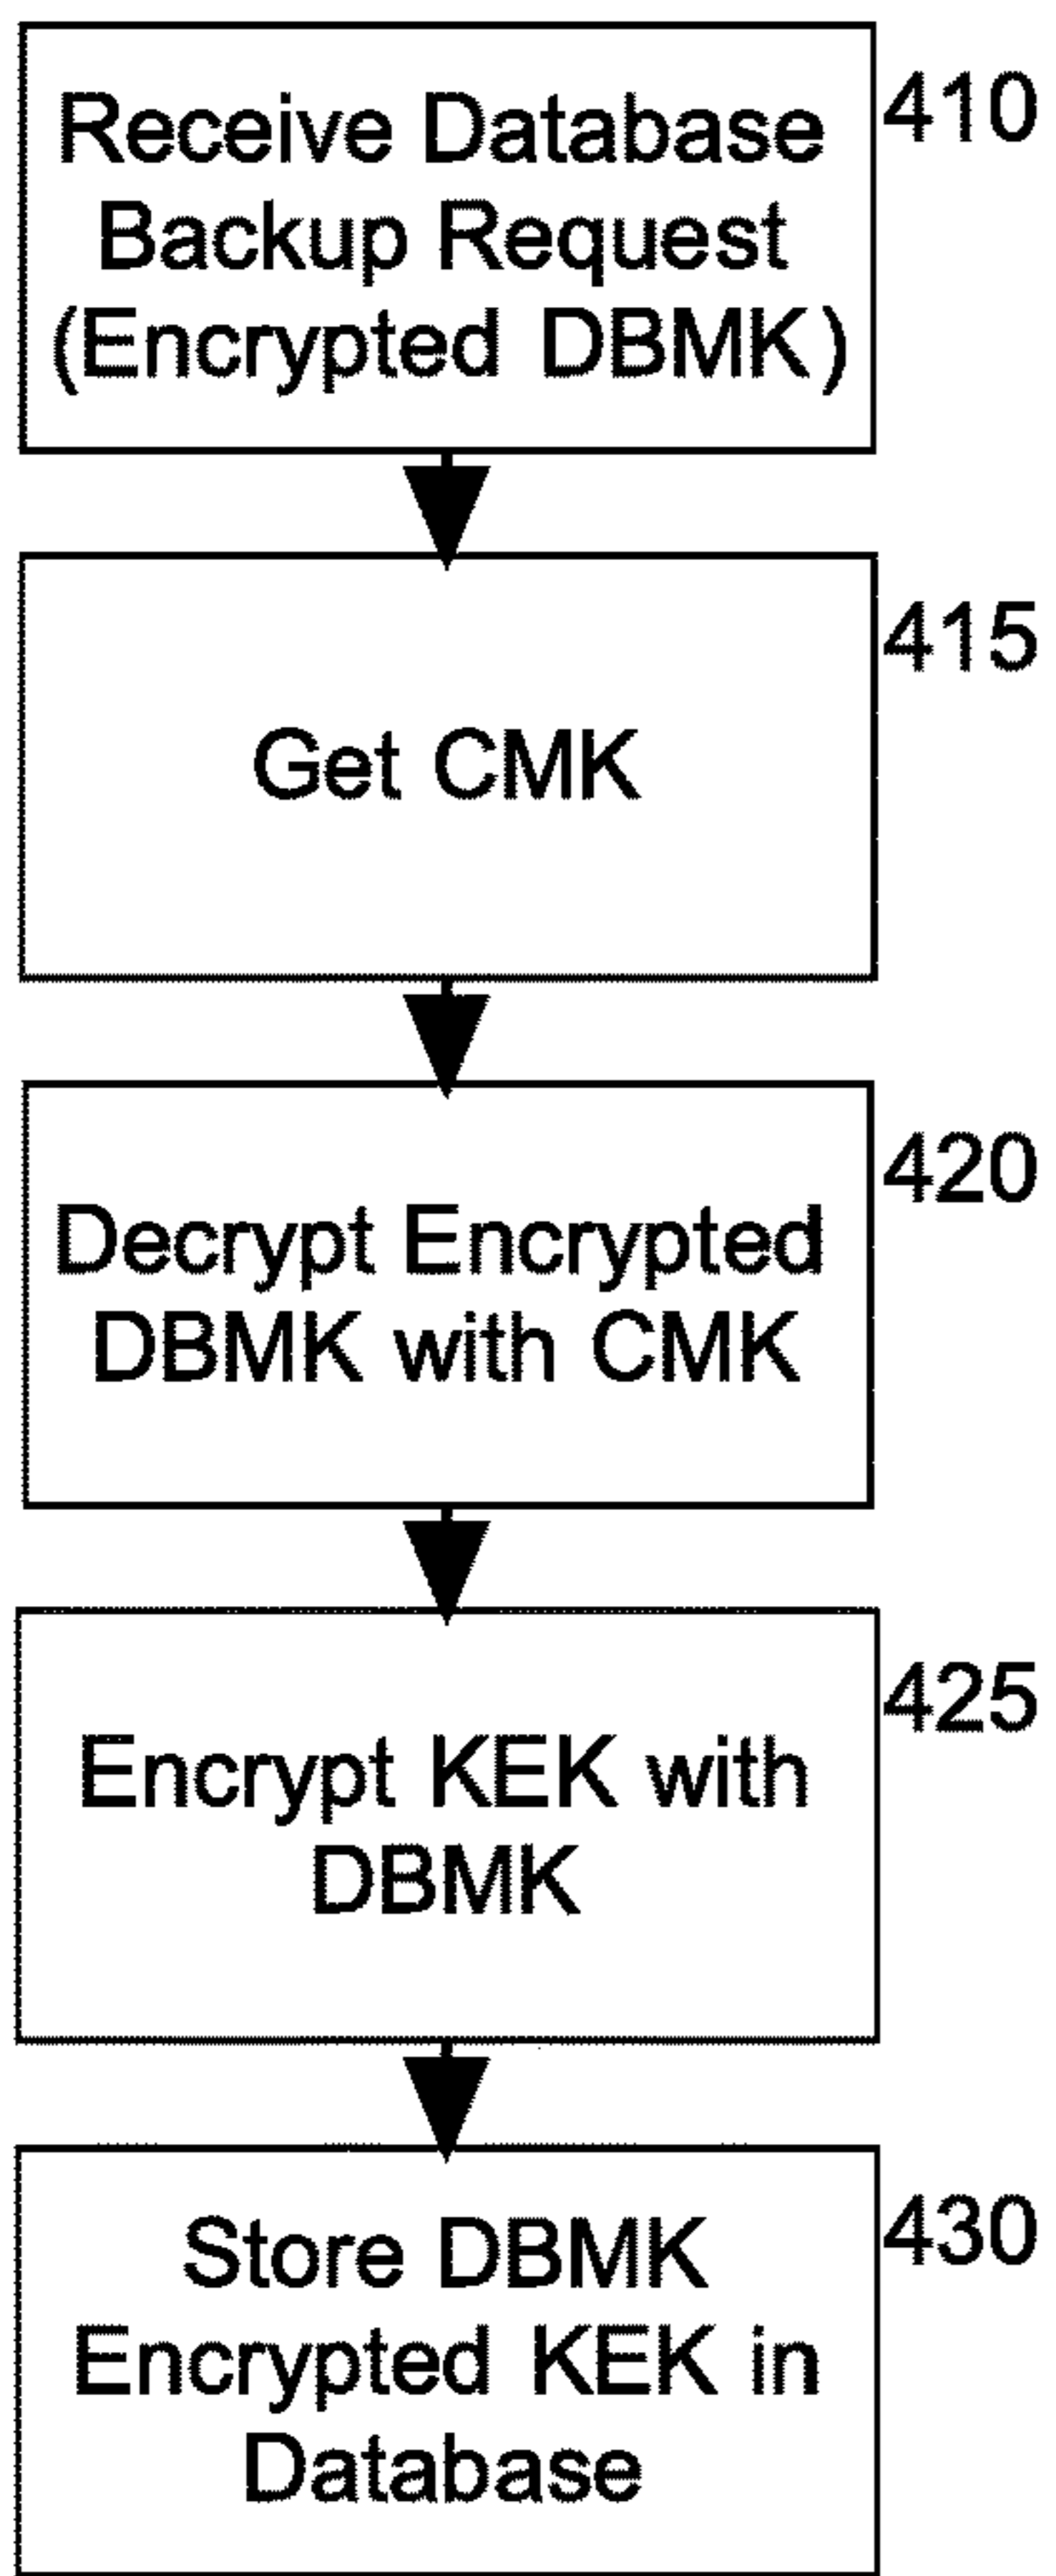 Receive Database
Backup Request
(Encrypted DBMK)
410
Get CMK
415
Decrypt Encrypted
DBMK with CMK
420
Encrypt KEK with
DBMK
425
Store DBMK
Encrypted KEK in
Database
430